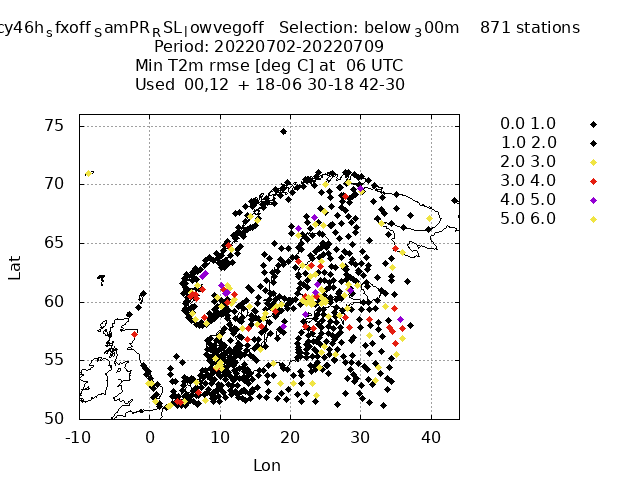 cy46h_sfxoff_SamPR_RSL_lowvegoff Selection: below_300m 871 stations
Period: 20220702-20220709
Min T2m rmse [deg C] at 06 UTC
Used 00,12 + 18-06 30-18 42-30
75
70
65
60
55
50
-10 0 10 20 30 40
Lat
Lon
0.0 1.0
1.0 2.0
2.0 3.0
3.0 4.0
4.0 5.0
5.0 6.0